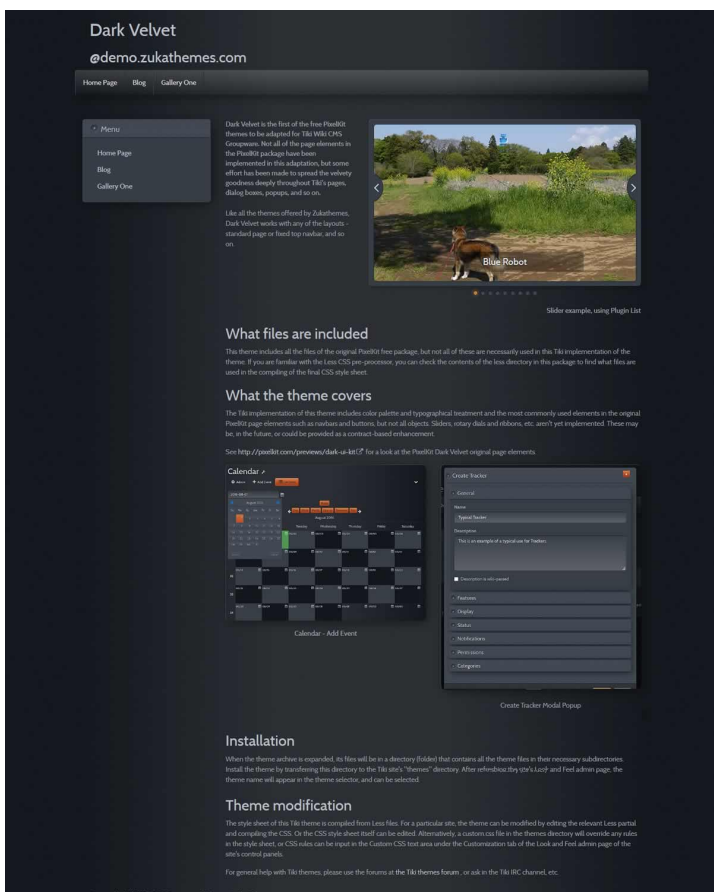 Dark Velvet
@demo.zukathemes.com
Home Page Blog Gallery One
Menu
Home Page
Blog
Gallery One
Dark Velvet is the first of the free PixelKit
themes to be adapted for Tiki Wiki CMS
Groupware. Not all of the page elements in
the PixelKit package have been
implemented in this adaptation, but some
effort has been made to spread the velvety
goodness deeply throughout Tiki's pages,
dialog boxes, popups, and so on.
Like all the themes offered by Zukathemes,
Dark Velvet works with any of the layouts -
standard page or fixed top navbar, and so
on.
Blue Robot
Slider example, using Plugin List
What files are included
This theme includes all the files of the original PixelKit free package, but not all of these are necessarily used in this Tiki implementation of the
theme. If you are familiar with the Less CSS pre-processor, you can check the contents of the less directory in this package to find what files are
used in the compiling of the final CSS style sheet.
What the theme covers
The Tiki implementation of this theme includes color palette and typographical treatment and the most commonly used elements in the original
PixelKit page elements such as navbars and buttons, but not all objects. Sliders, rotary dials and ribbons, etc. aren't yet implemented. These may
be, in the future, or could be provided as a contract-based enhancement.
See http://pixelkit.com/previews/dark-ui-kit for a look at the PixelKit Dark Velvet original page elements.
Calendar
Admin Add Event
Calendar - Add Event
Create Tracker
General
Name
Typical Tracker
Description
This is an example of a typical use for Trackers
Description is wiki-parsed
Features
Display
Status
Notifications
Permissions
Categories
Create Tracker Modal Popup
Installation
When the theme archive is expanded, its files will be in a directory (folder) that contains all the theme files in their necessary subdirectories.
Install the theme by transferring this directory to the Tiki site's "themes" directory. After refreshing the site's Look and Feel admin page, the
theme name will appear in the theme selector, and can be selected.
Theme modification
The style sheet of this Tiki theme is compiled from Less files. For a particular site, the theme can be modified by editing the relevant Less partial
and compiling the CSS. Or the CSS style sheet itself can be edited. Alternatively, a custom.css file in the themes directory will override any rules
in the style sheet, or CSS rules can be input in the Custom CSS text area under the Customization tab of the Look and Feel admin page of the
site's control panels.
For general help with Tiki themes, please use the forums at the Tiki themes forum , or ask in the Tiki IRC channel, etc.